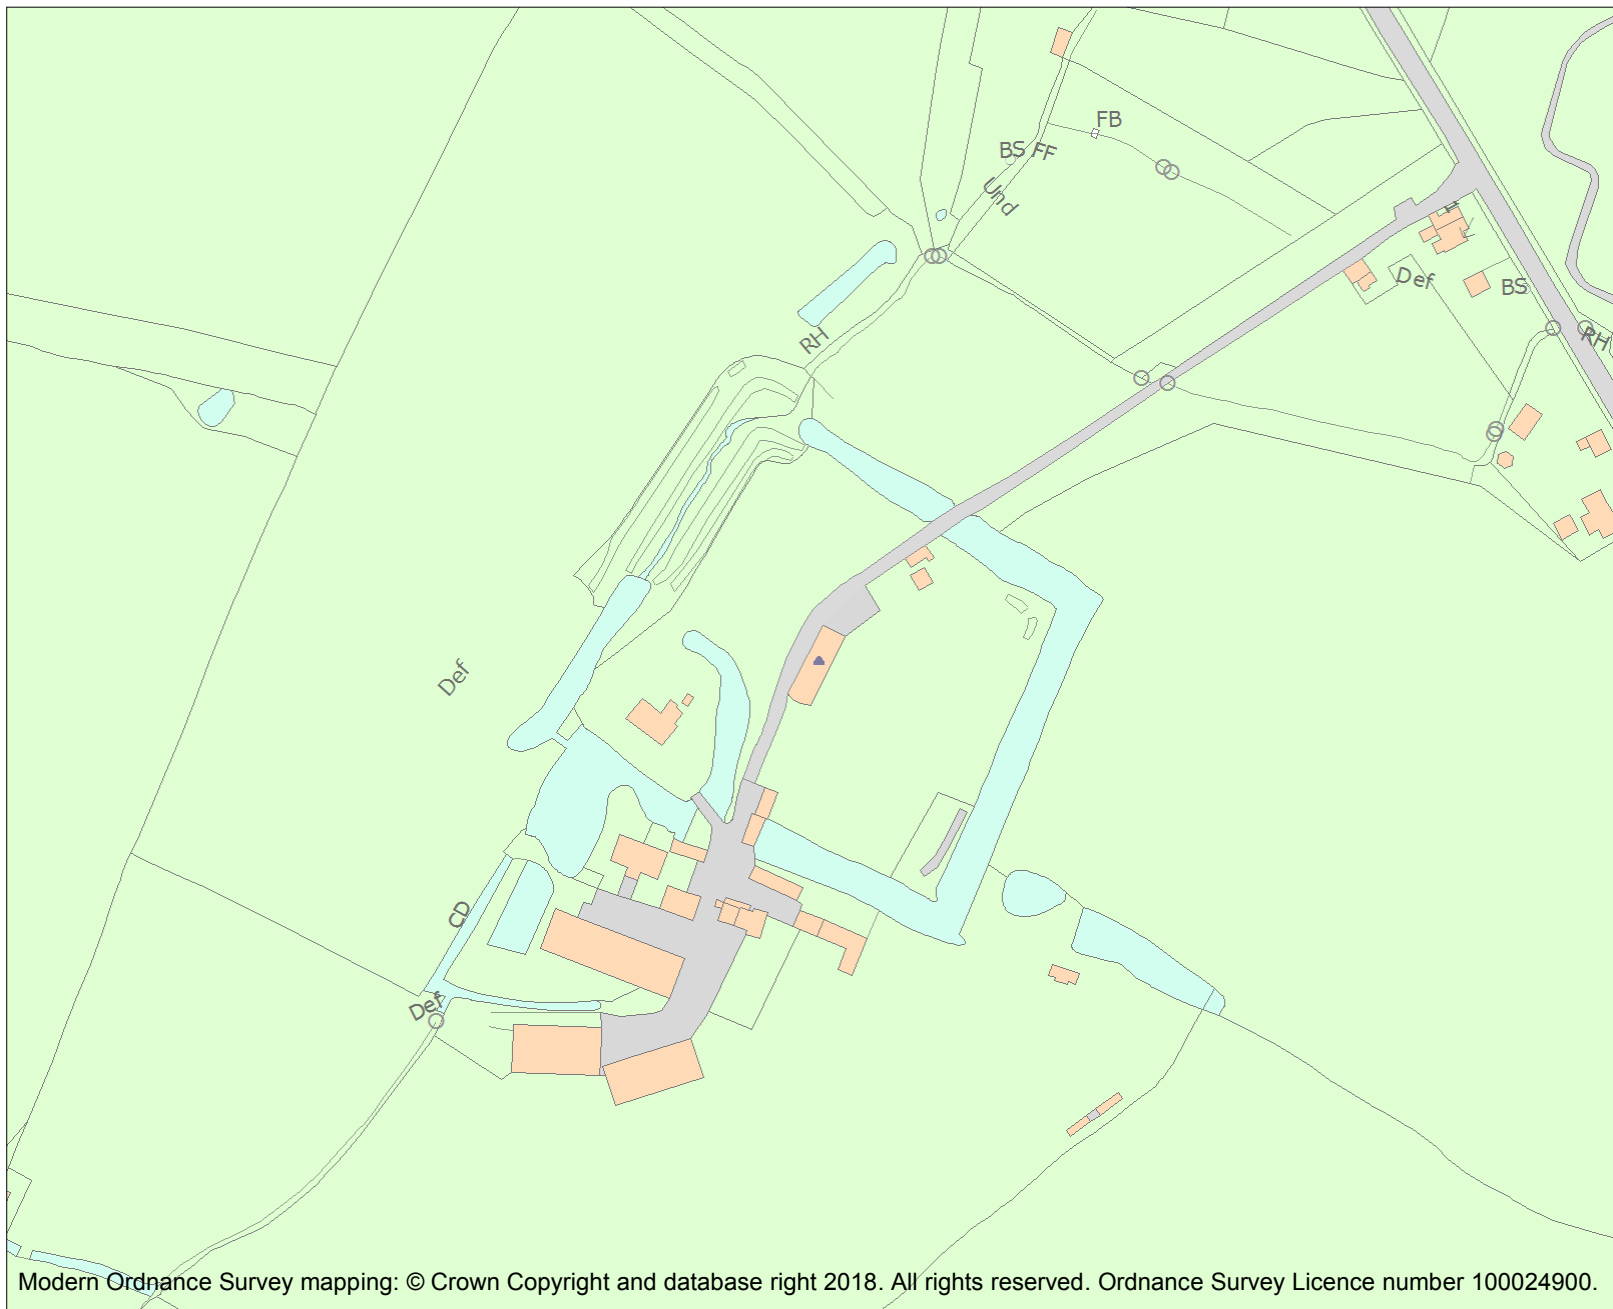 FB
BS FF
Und
Def
BS
RH
RH
Def
CD
Def
Modern Ordnance Survey mapping: © Crown Copyright and database right 2018. All rights reserved. Ordnance Survey Licence number 100024900.